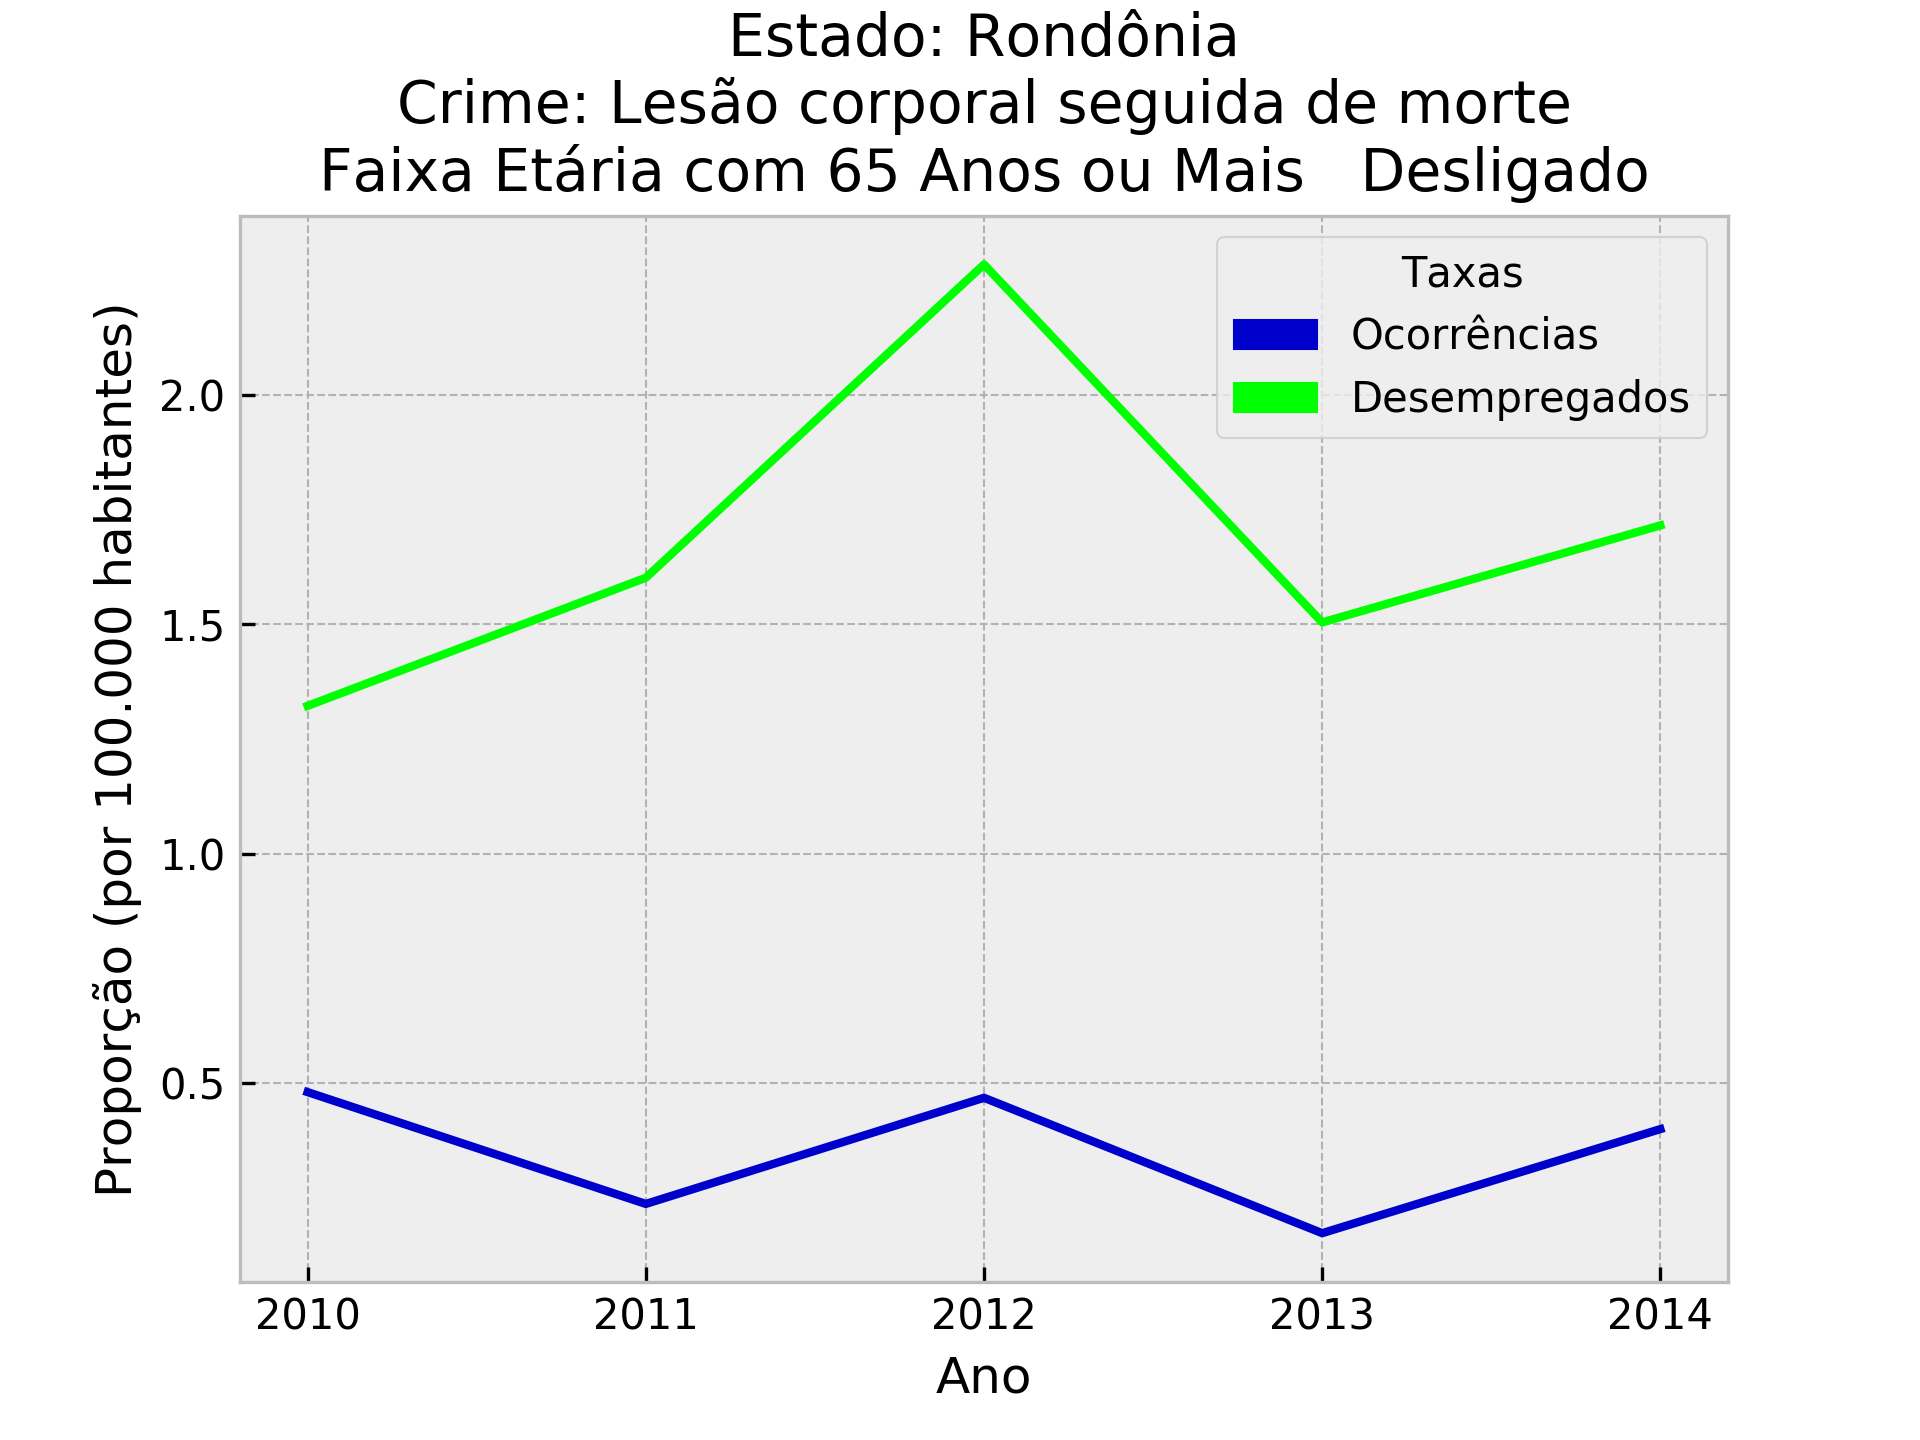 Estado: Rondônia
Crime: Lesão corporal seguida de morte
Faixa Etária com 65 Anos ou Mais   Desligado
Taxas
Ocorrências
Desempregados
Proporção (por 100.000 habitantes)
2.0
1.5
1.0
0.5
2010
2011
2012
2013
2014
Ano